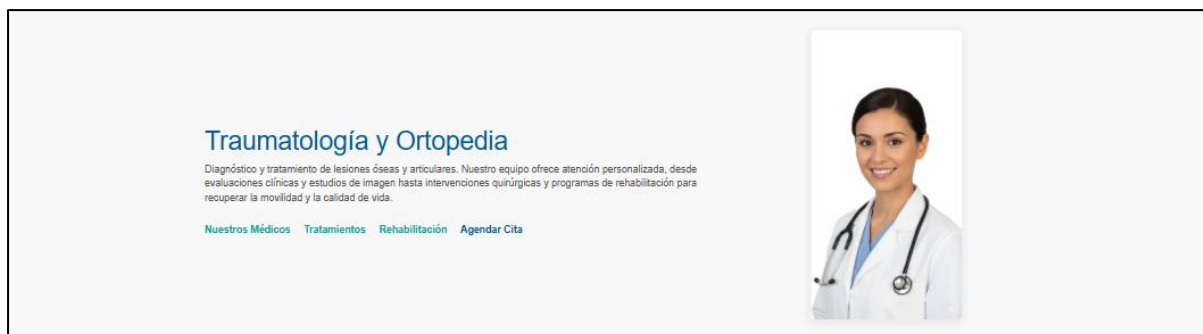 Traumatología y Ortopedia
Diagnóstico y tratamiento de lesiones óseas y articulares. Nuestro equipo ofrece atención personalizada, desde
evaluaciones clínicas y estudios de imagen hasta intervenciones quirúrgicas y programas de rehabilitación para
recuperar la movilidad y la calidad de vida.
Nuestros Médicos Tratamientos Rehabilitación Agendar Cita